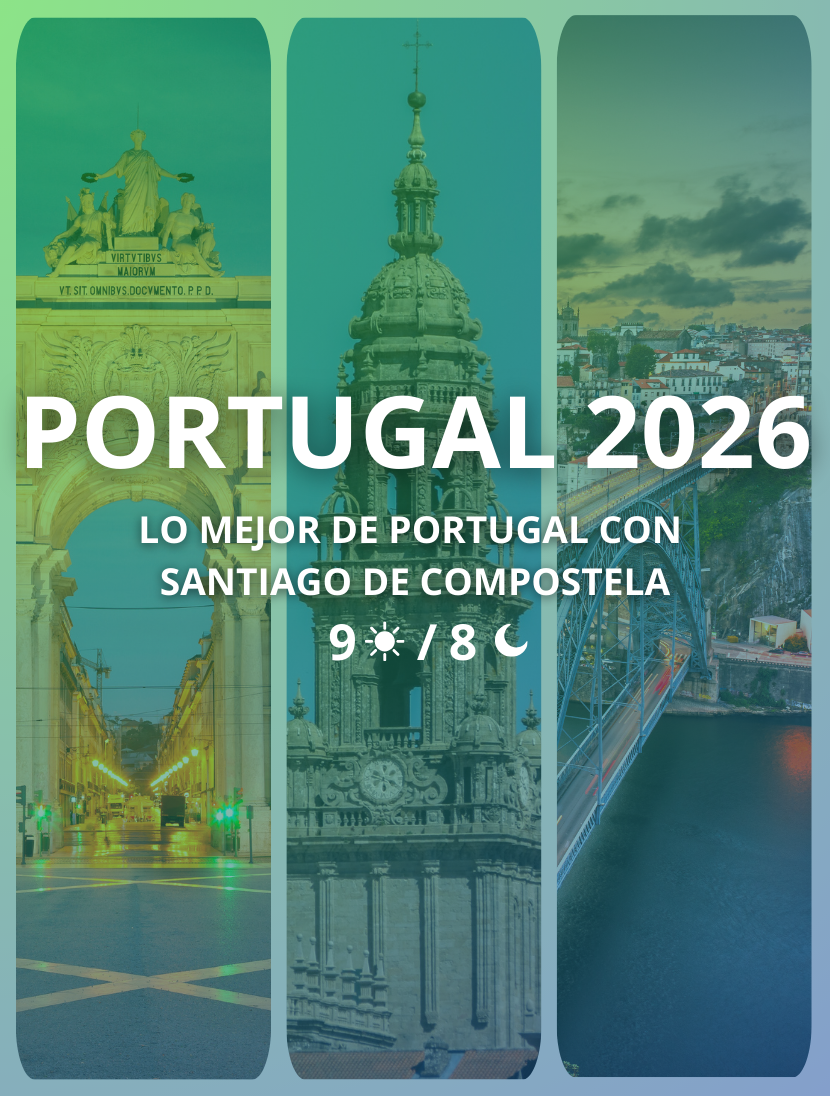 VIRTVTIBVS
MAIORVM
VT. SIT. OMNIBVS. DOCVMENTO. P. P. D.
PORTUGAL 2026
LO MEJOR DE PORTUGAL CON
SANTIAGO DE COMPOSTELA
9 / 8